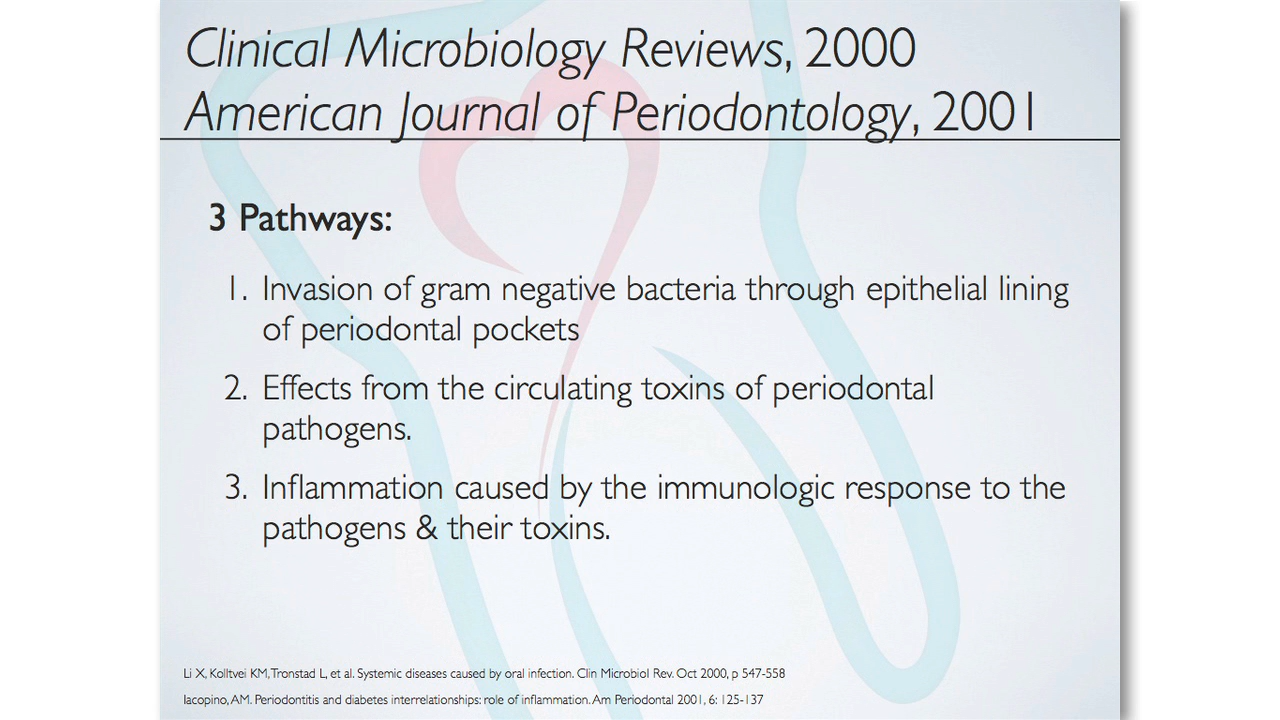 Clinical Microbiology Reviews, 2000
American Journal of Periodontology, 2001
3 Pathways:
1. Invasion of gram negative bacteria through epithelial lining
of periodontal pockets
2. Effects from the circulating toxins of periodontal
pathogens.
3. Inflammation caused by the immunologic response to the
pathogens & their toxins.
Li X, Kolltvei KM, Tronstad L, et al. Systemic diseases caused by oral infection. Clin Microbiol Rev. Oct 2000, p 547-558
Iacopino, AM. Periodontitis and diabetes interrelationships: role of inflammation. Am Periodontal 2001, 6: 125-137